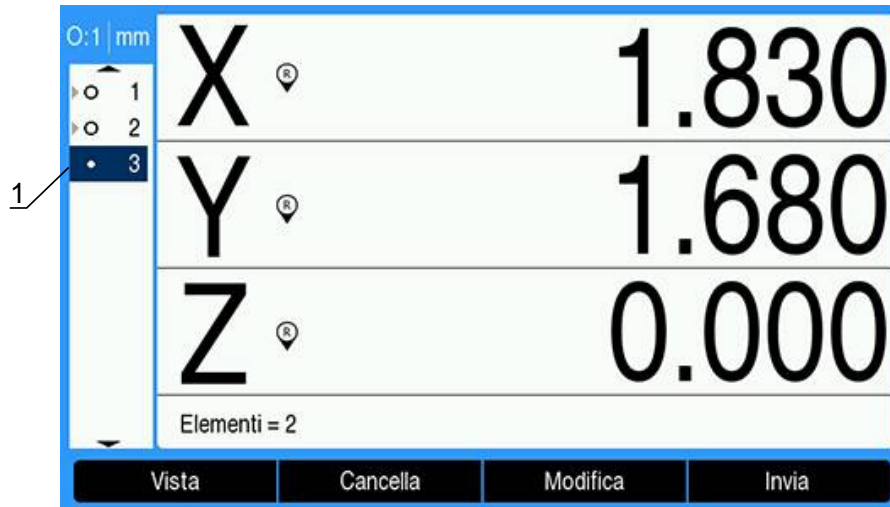 O:1 mm
X R 1.830
1
2
3
1
Y R 1.680
Z R 0.000
Elementi = 2
Vista Cancella Modifica Invia